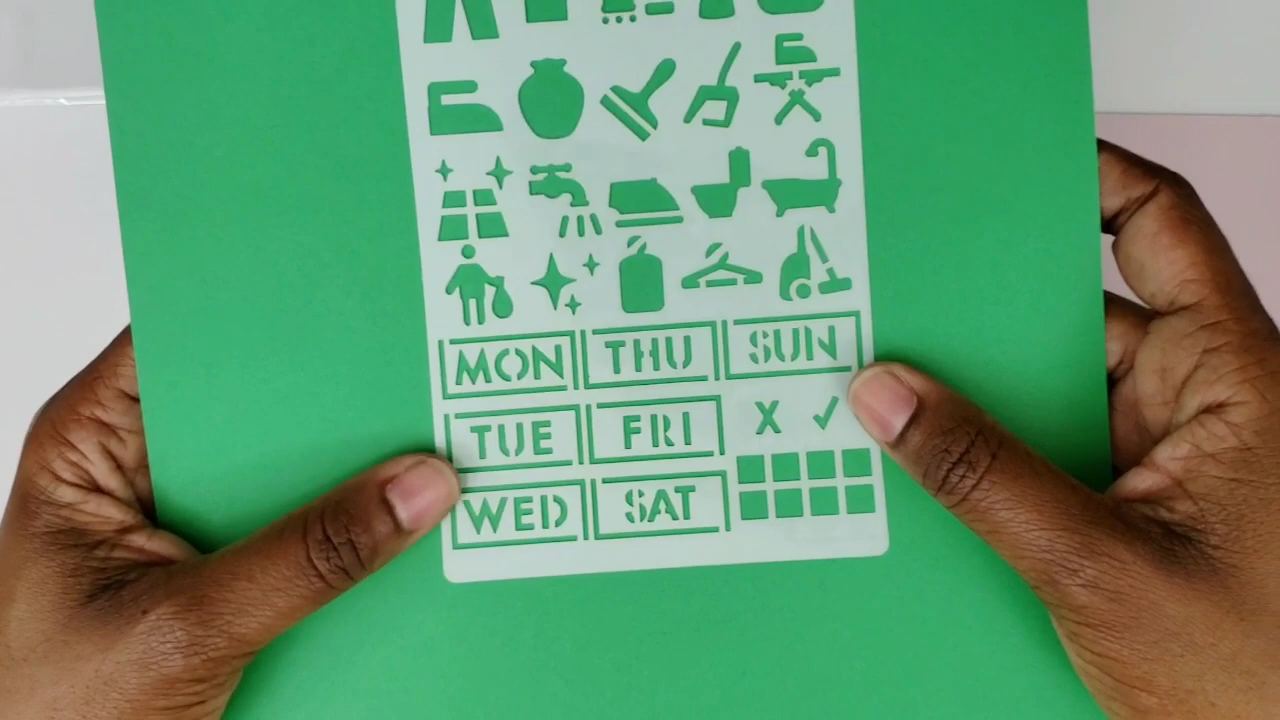 MON THU SUN
TUE FRI X ✓
WED SAT